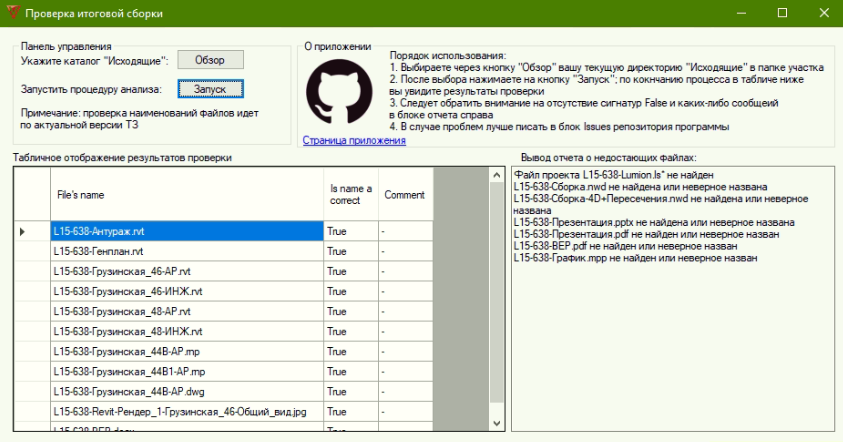 Проверка итоговой сборки
Панель управления
Укажите каталог "Исходящие":
Обзор
Запустить процедуру анализа:
Запуск
Примечание: проверка наименований файлов идет
по актуальной версии ТЗ
О приложении
Страница приложения
Порядок использования:
1. Выбираете через кнопку "Обзор" вашу текущую директорию "Исходящие" в папке участка
2. После выбора нажимаете на кнопку "Запуск"; по кокнчанию процесса в табличе ниже
вы увидите результаты проверки
3. Следует обратить внимание на отсутствие сигнатур False и каких-либо сообщеий
в блоке отчета справа
4. В случае проблем лучше писать в блок Issues репозитория программы
Табличное отображение результатов проверки
File's name
Is name a
correct
Comment
L15-638-Антураж.rvt
True
-
L15-638-Генплан.rvt
True
-
L15-638-Грузинская_46-АР.rvt
True
-
L15-638-Грузинская_46-ИНЖ.rvt
True
-
L15-638-Грузинская_48-АР.rvt
True
-
L15-638-Грузинская_48-ИНЖ.rvt
True
-
L15-638-Грузинская_44В-АР.mp
True
-
L15-638-Грузинская_44В1-АР.mp
True
-
L15-638-Грузинская_44В-АР.dwg
True
-
L15-638-Revit-Рендер_1-Грузинская_46-Общий_вид.jpg
True
-
Вывод отчета о недостающих файлах:
Файл проекта L15-638-Lumion.ls* не найден
L15-638-Сборка.nwd не найдена или неверное названа
L15-638-Сборка-4D+Пересечения.nwd не найдена или неверное
названа
L15-638-Презентация.pptx не найдена или неверное названа
L15-638-Презентация.pdf не найден или неверное назван
L15-638-BEP.pdf не найден или неверное назван
L15-638-График.mpp не найден или неверное назван